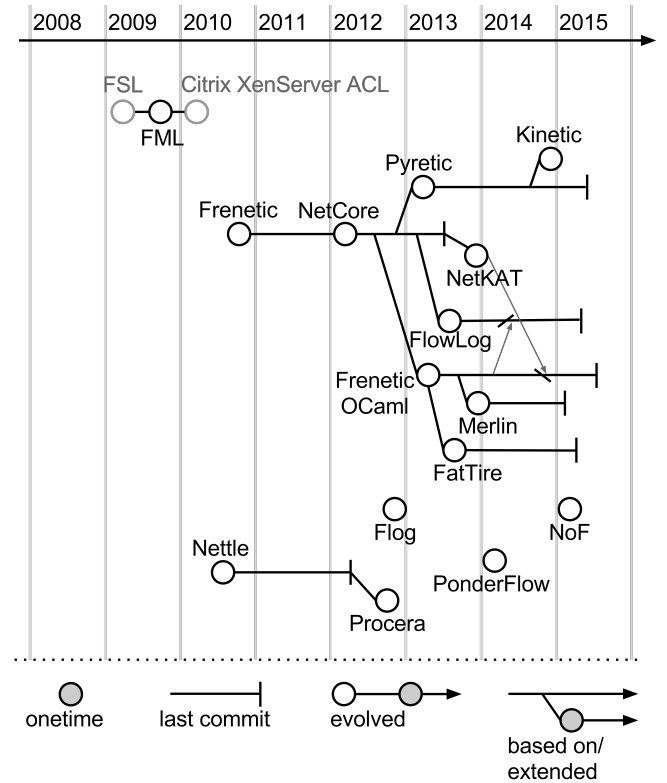 2008 2009 2010 2011 2012 2013 2014 2015
FSL Citrix XenServer ACL
FML
Kinetic
Pyretic
Frenetic NetCore
NetKAT
FlowLog
Frenetic
OCaml
Merlin
FatTire
Flog NoF
Nettle
PonderFlow
Procera
onetime last commit evolved
based on/
extended